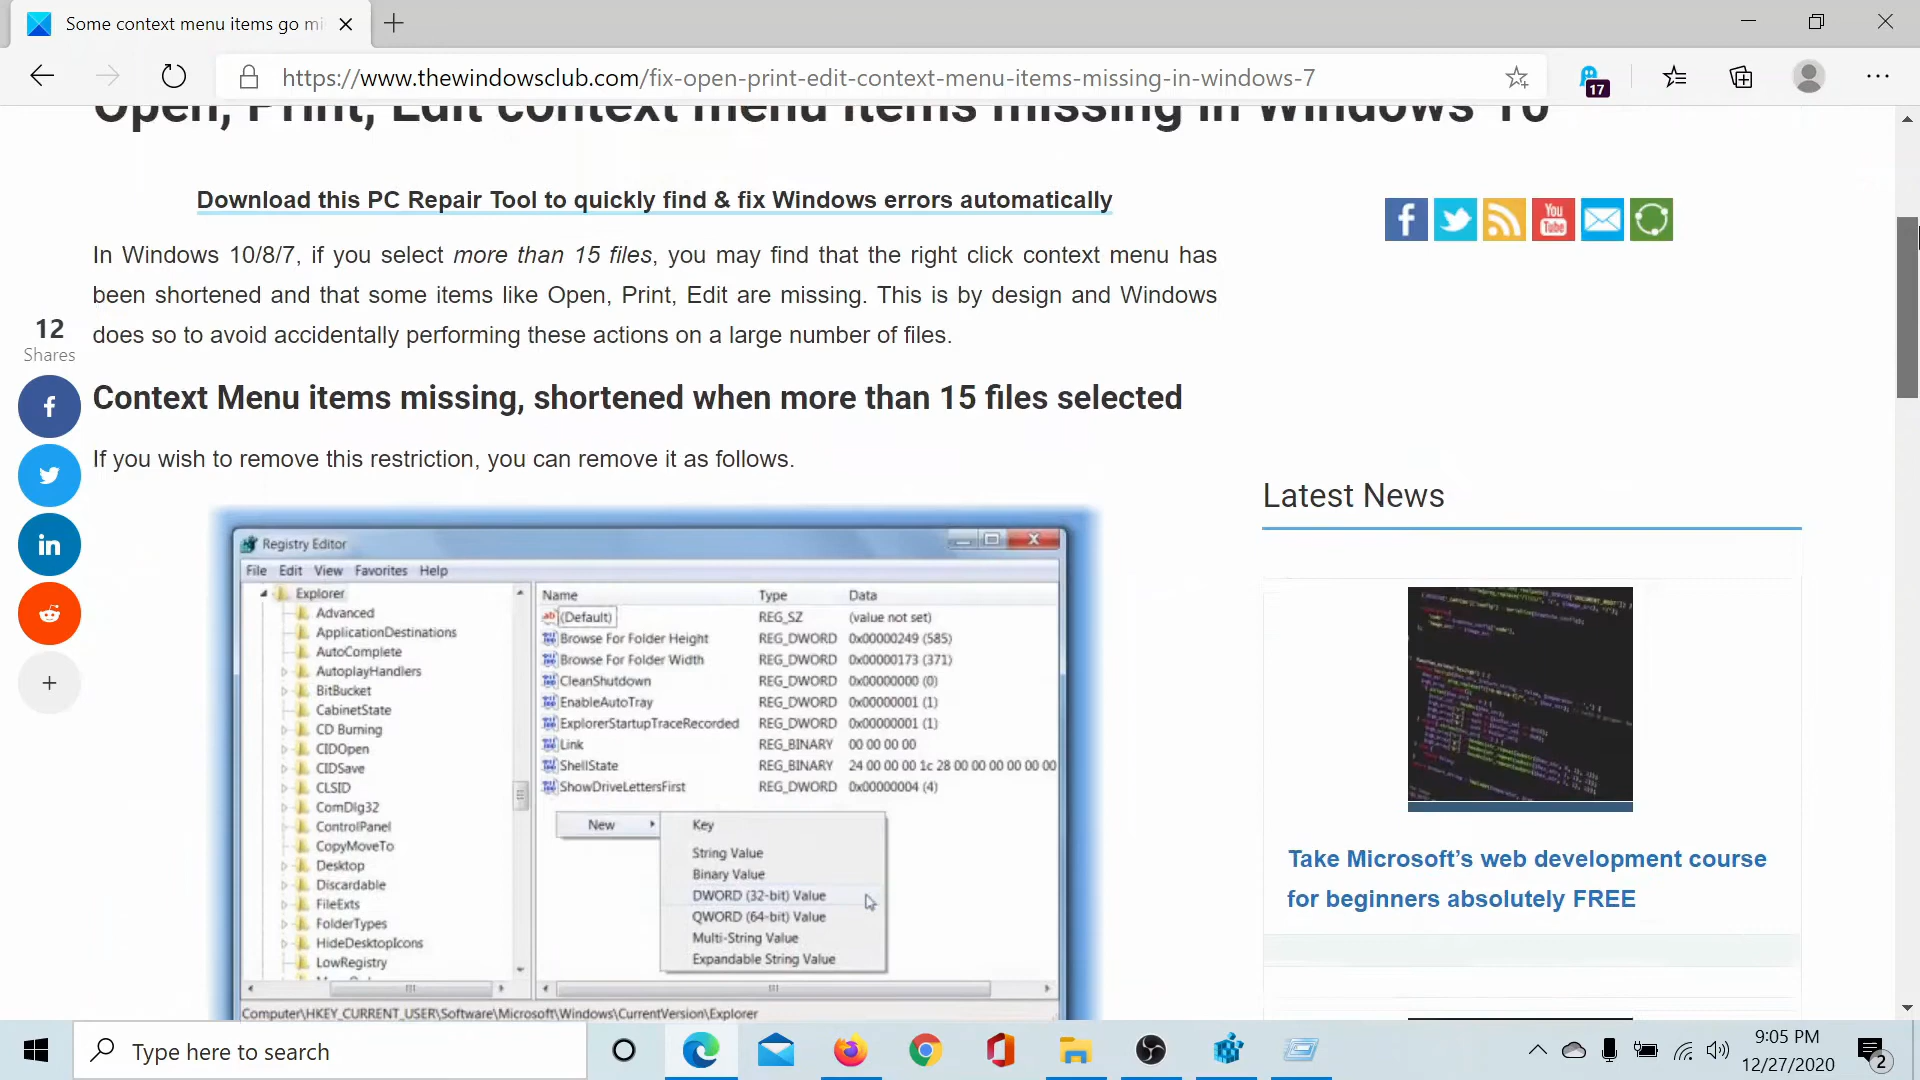 Some context menu items go mi
https://www.thewindowsclub.com/fix-open-print-edit-context-menu-items-missing-in-windows-7
17
Open, Print, Edit context menu items missing in Windows 10
Download this PC Repair Tool to quickly find & fix Windows errors automatically
In Windows 10/8/7, if you select more than 15 files, you may find that the right click context menu has
been shortened and that some items like Open, Print, Edit are missing. This is by design and Windows
does so to avoid accidentally performing these actions on a large number of files.
12
Shares
Context Menu items missing, shortened when more than 15 files selected
If you wish to remove this restriction, you can remove it as follows.
Registry Editor
File Edit View Favorites Help
Explorer
Advanced
ApplicationDestinations
AutoComplete
AutoplayHandlers
BitBucket
CabinetState
CD Burning
CIDOpen
CIDSave
CLSID
ComDlg32
ControlPanel
CopyMoveTo
Desktop
Discardable
FileExts
FolderTypes
HideDesktopIcons
LowRegistry
Name Type Data
(Default) REG_SZ (value not set)
Browse For Folder Height REG_DWORD 0x00000249 (585)
Browse For Folder Width REG_DWORD 0x00000173 (371)
CleanShutdown REG_DWORD 0x00000000 (0)
EnableAutoTray REG_DWORD 0x00000001 (1)
ExplorerStartupTraceRecorded REG_DWORD 0x00000001 (1)
Link REG_BINARY 00 00 00 00
ShellState REG_BINARY 24 00 00 00 1c 28 00 00 00 00 00 00
ShowDriveLettersFirst REG_DWORD 0x00000004 (4)
New
Key
String Value
Binary Value
DWORD (32-bit) Value
QWORD (64-bit) Value
Multi-String Value
Expandable String Value
Computer\HKEY_CURRENT_USER\Software\Microsoft\Windows\CurrentVersion\Explorer
You
Tube
Latest News
Take Microsoft's web development course
for beginners absolutely FREE
Type here to search
9:05 PM
12/27/2020
2